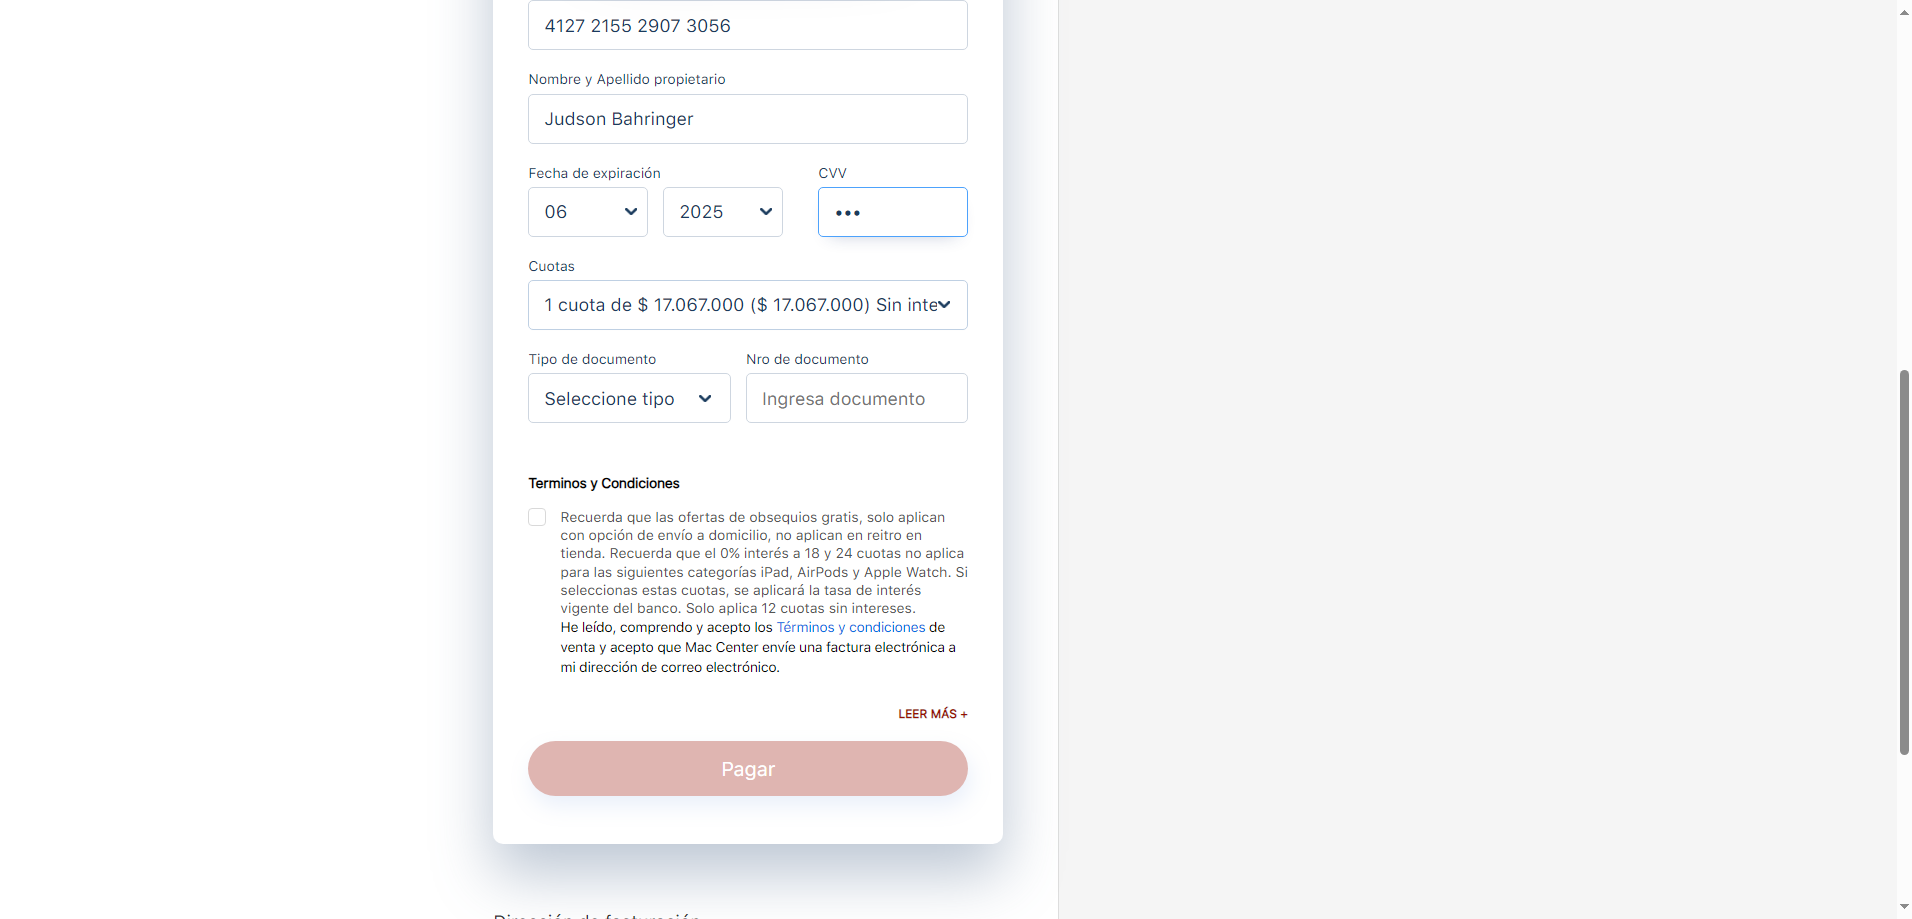 4127 2155 2907 3056
Nombre y Apellido propietario
Judson Bahringer
Fecha de expiración
CVV
06
2025
•••
Cuotas
1 cuota de $ 17.067.000 ($ 17.067.000) Sin inte
Tipo de documento
Nro de documento
Seleccione tipo
Ingresa documento
Terminos y Condiciones
Recuerda que las ofertas de obsequios gratis, solo aplican
con opción de envío a domicilio, no aplican en reitro en
tienda. Recuerda que el 0% interés a 18 y 24 cuotas no aplica
para las siguientes categorías iPad, AirPods y Apple Watch. Si
seleccionas estas cuotas, se aplicará la tasa de interés
vigente del banco. Solo aplica 12 cuotas sin intereses.
He leído, comprendo y acepto los Términos y condiciones de
venta y acepto que Mac Center envíe una factura electrónica a
mi dirección de correo electrónico.
LEER MÁS +
Pagar
Dirección de facturación